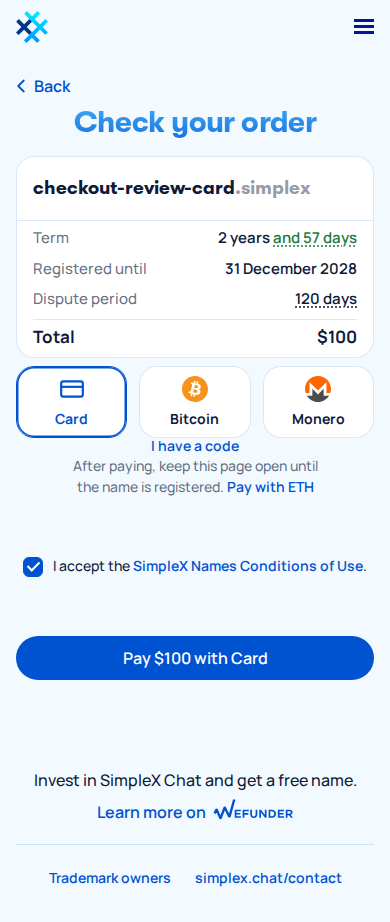 Back
Check your order
checkout-review-card.simplex
Term 2 years and 57 days
Registered until 31 December 2028
Dispute period 120 days
Total $100
Card Bitcoin Monero
I have a code
After paying, keep this page open until
the name is registered. Pay with ETH
I accept the SimpleX Names Conditions of Use.
Pay $100 with Card
Invest in SimpleX Chat and get a free name.
Learn more on WEFUNDER
Trademark owners simplex.chat/contact